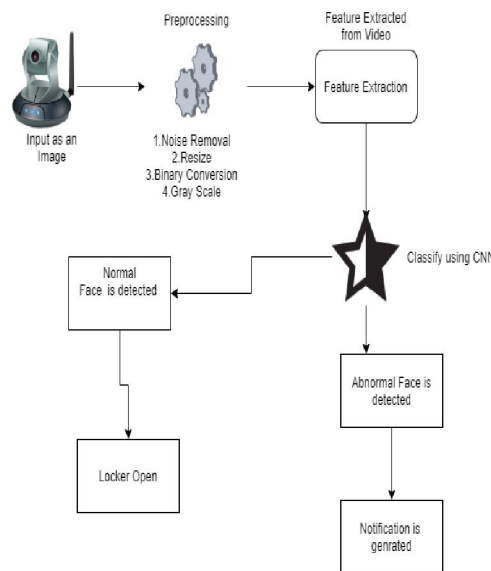 Preprocessing
Feature Extracted
from Video
Feature Extraction
Input as an
Image
1.Noise Removal
2.Resize
3.Binary Conversion
4.Gray Scale
Classify using CNN
Normal
Face is detected
Abnormal Face is
detected
Locker Open
Notification is
genrated